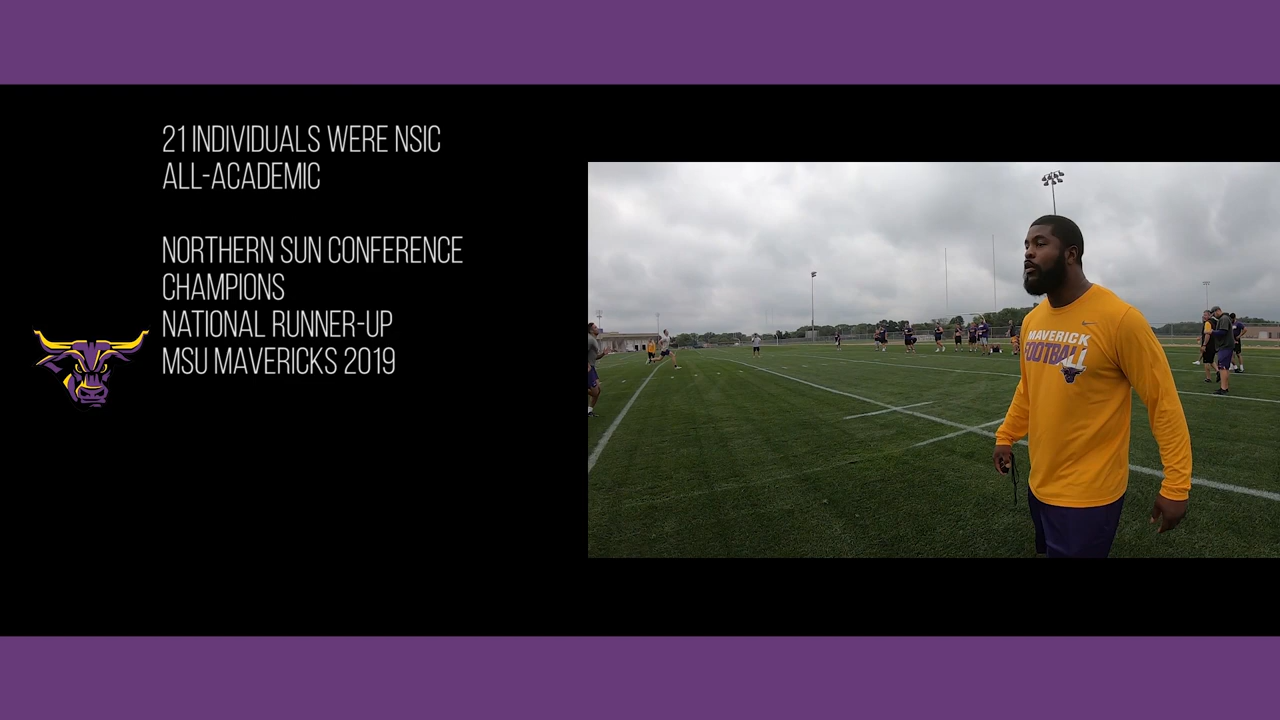 21 INDIVIDUALS WERE NSIC
ALL-ACADEMIC
NORTHERN SUN CONFERENCE
CHAMPIONS
NATIONAL RUNNER-UP
MSU MAVERICKS 2019
MAVERICK
FOOTBALL